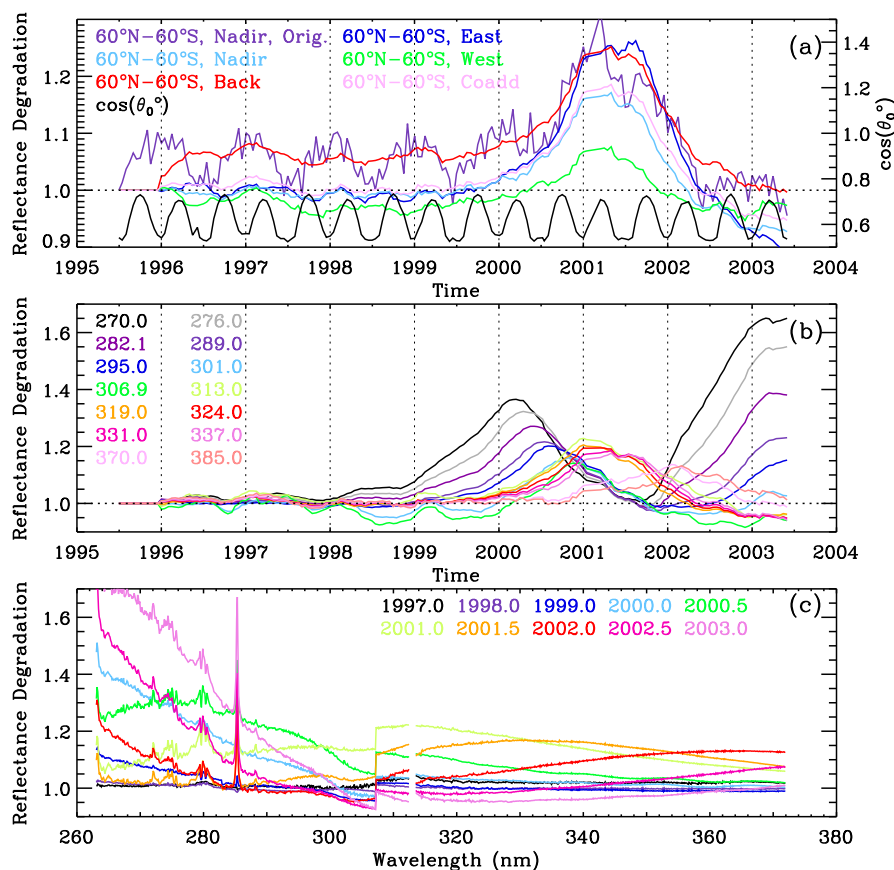 60°N−60°S, Nadir, Orig. 60°N−60°S, East
60°N−60°S, Nadir 60°N−60°S, West
60°N−60°S, Back 60°N−60°S, Coadd
cos(θ₀°)
(a)
Reflectance Degradation
1.2
1.1
1.0
0.9
1.4
1.2
1.0
0.8
0.6
cos(θ₀°)
1995 1996 1997 1998 1999 2000 2001 2002 2003 2004
Time
270.0 276.0
282.1 289.0
295.0 301.0
306.9 313.0
319.0 324.0
331.0 337.0
370.0 385.0
(b)
Reflectance Degradation
1.6
1.4
1.2
1.0
1995 1996 1997 1998 1999 2000 2001 2002 2003 2004
Time
1997.0 1998.0 1999.0 2000.0 2000.5
2001.0 2001.5 2002.0 2002.5 2003.0
(c)
Reflectance Degradation
1.6
1.4
1.2
1.0
260 280 300 320 340 360 380
Wavelength (nm)